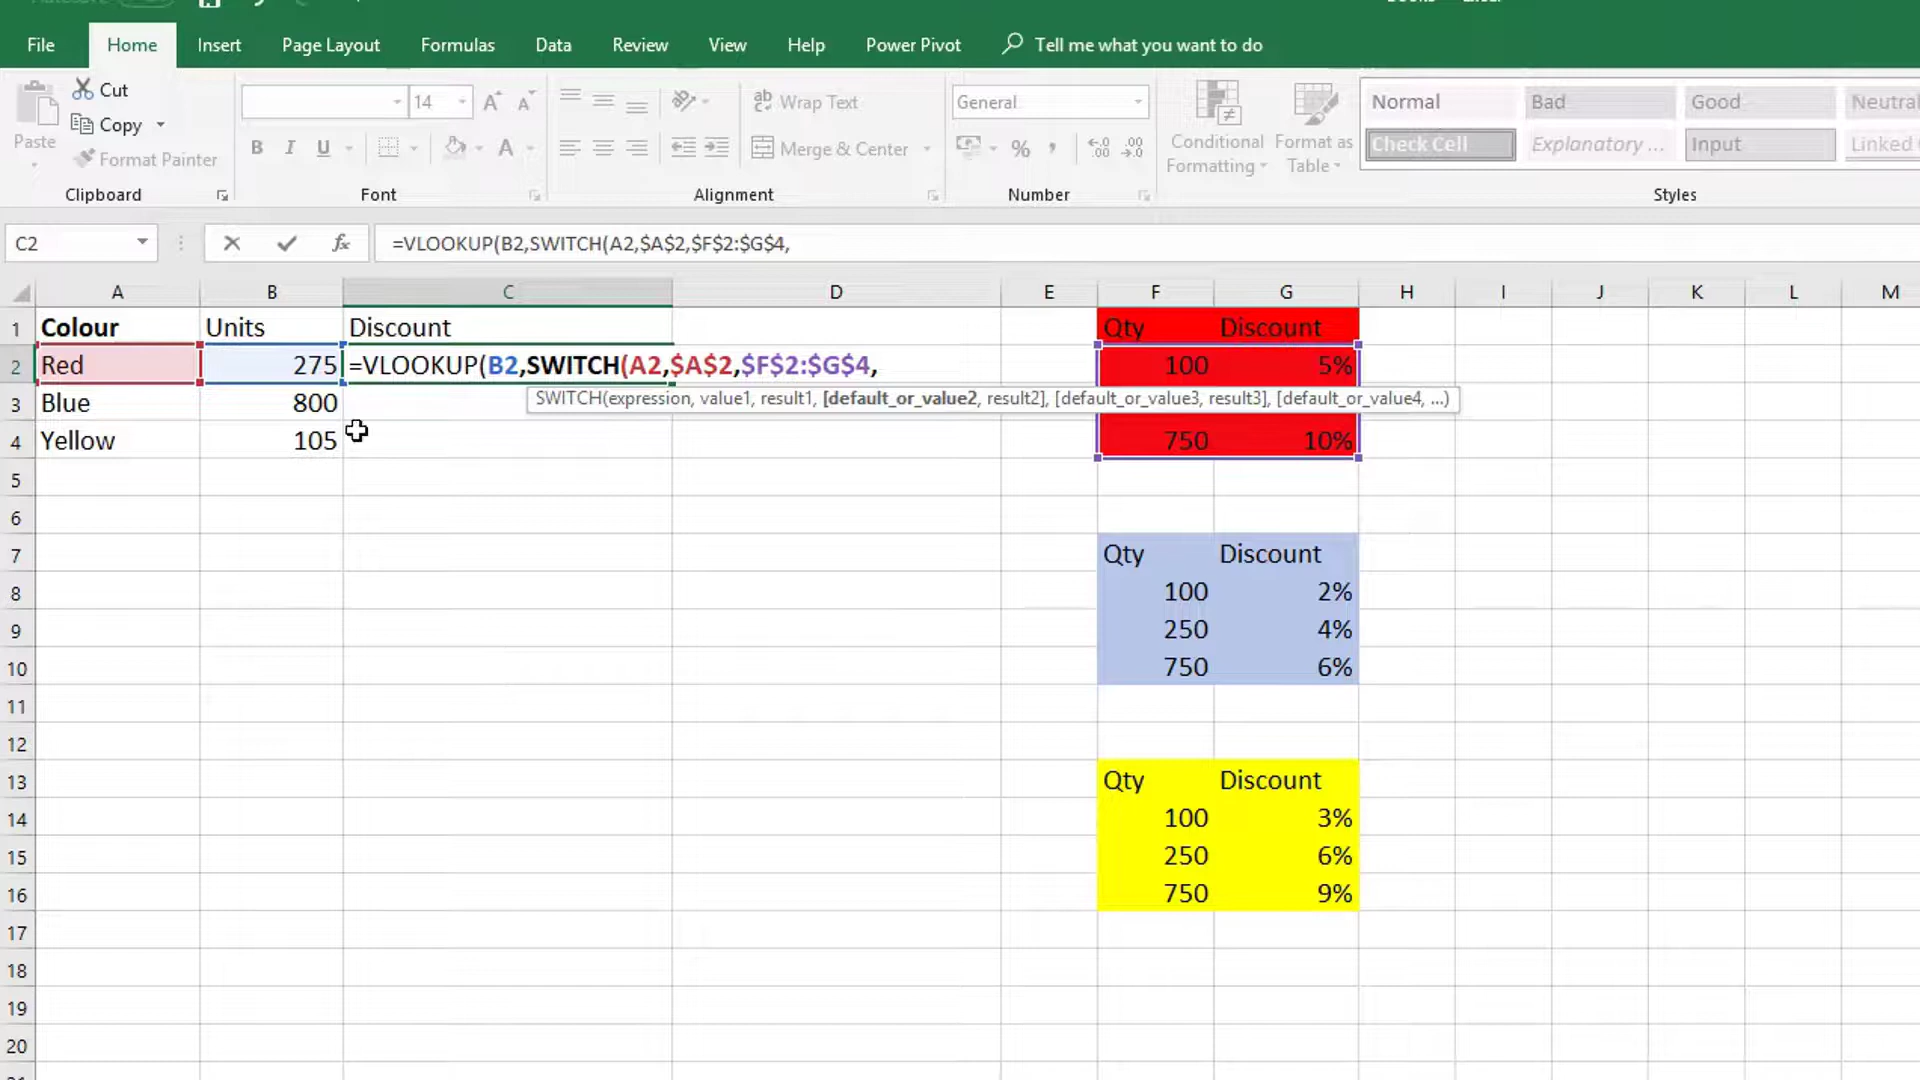 File Home Insert Page Layout Formulas Data Review View Help Power Pivot Tell me what you want to do
Cut
Copy
Format Painter
Paste
14
Wrap Text
Merge & Center
General
Conditional Formatting
Format as Table
Normal Bad Good Neutral
Check Cell Explanatory ... Input Linked
Clipboard Font Alignment Number Styles
C2 fx =VLOOKUP(B2,SWITCH(A2,$A$2,$F$2:$G$4,
A B C D E F G H I J K L M
1 Colour Units Discount Qty Discount
2 Red 275 =VLOOKUP(B2,SWITCH(A2,$A$2,$F$2:$G$4, 100 5%
SWITCH(expression, value1, result1, [default_or_value2, result2], [default_or_value3, result3], [default_or_value4, ...)
3 Blue 800
4 Yellow 105 750 10%
5
6
7 Qty Discount
8 100 2%
9 250 4%
10 750 6%
11
12
13 Qty Discount
14 100 3%
15 250 6%
16 750 9%
17
18
19
20